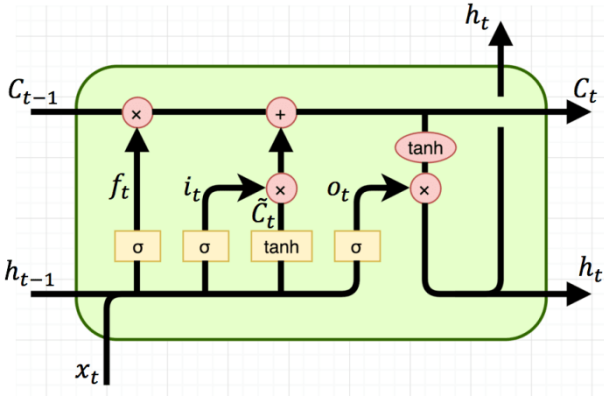 h_t
C_{t-1}
×
+
C_t
tanh
f_t
i_t
×
C̃_t
o_t
×
σ
σ
tanh
σ
h_{t-1}
h_t
x_t